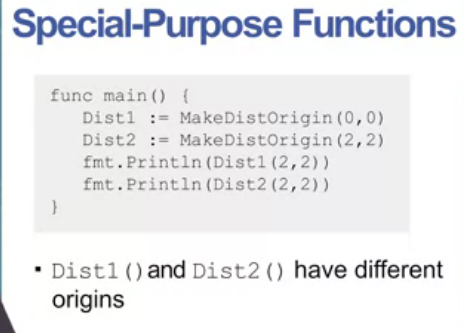 Special-Purpose Functions
func main() {
Dist1 := MakeDistOrigin(0,0)
Dist2 := MakeDistOrigin(2,2)
fmt.Println(Dist1(2,2))
fmt.Println(Dist2(2,2))
}
▪ Dist1()and Dist2() have different
origins